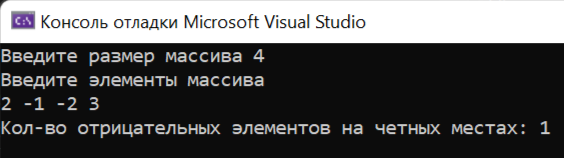 Консоль отладки Microsoft Visual Studio
Введите размер массива 4
Введите элементы массива
2 -1 -2 3
Кол-во отрицательных элементов на четных местах: 1